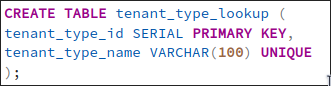 CREATE TABLE tenant_type_lookup (
tenant_type_id SERIAL PRIMARY KEY,
tenant_type_name VARCHAR(100) UNIQUE
);